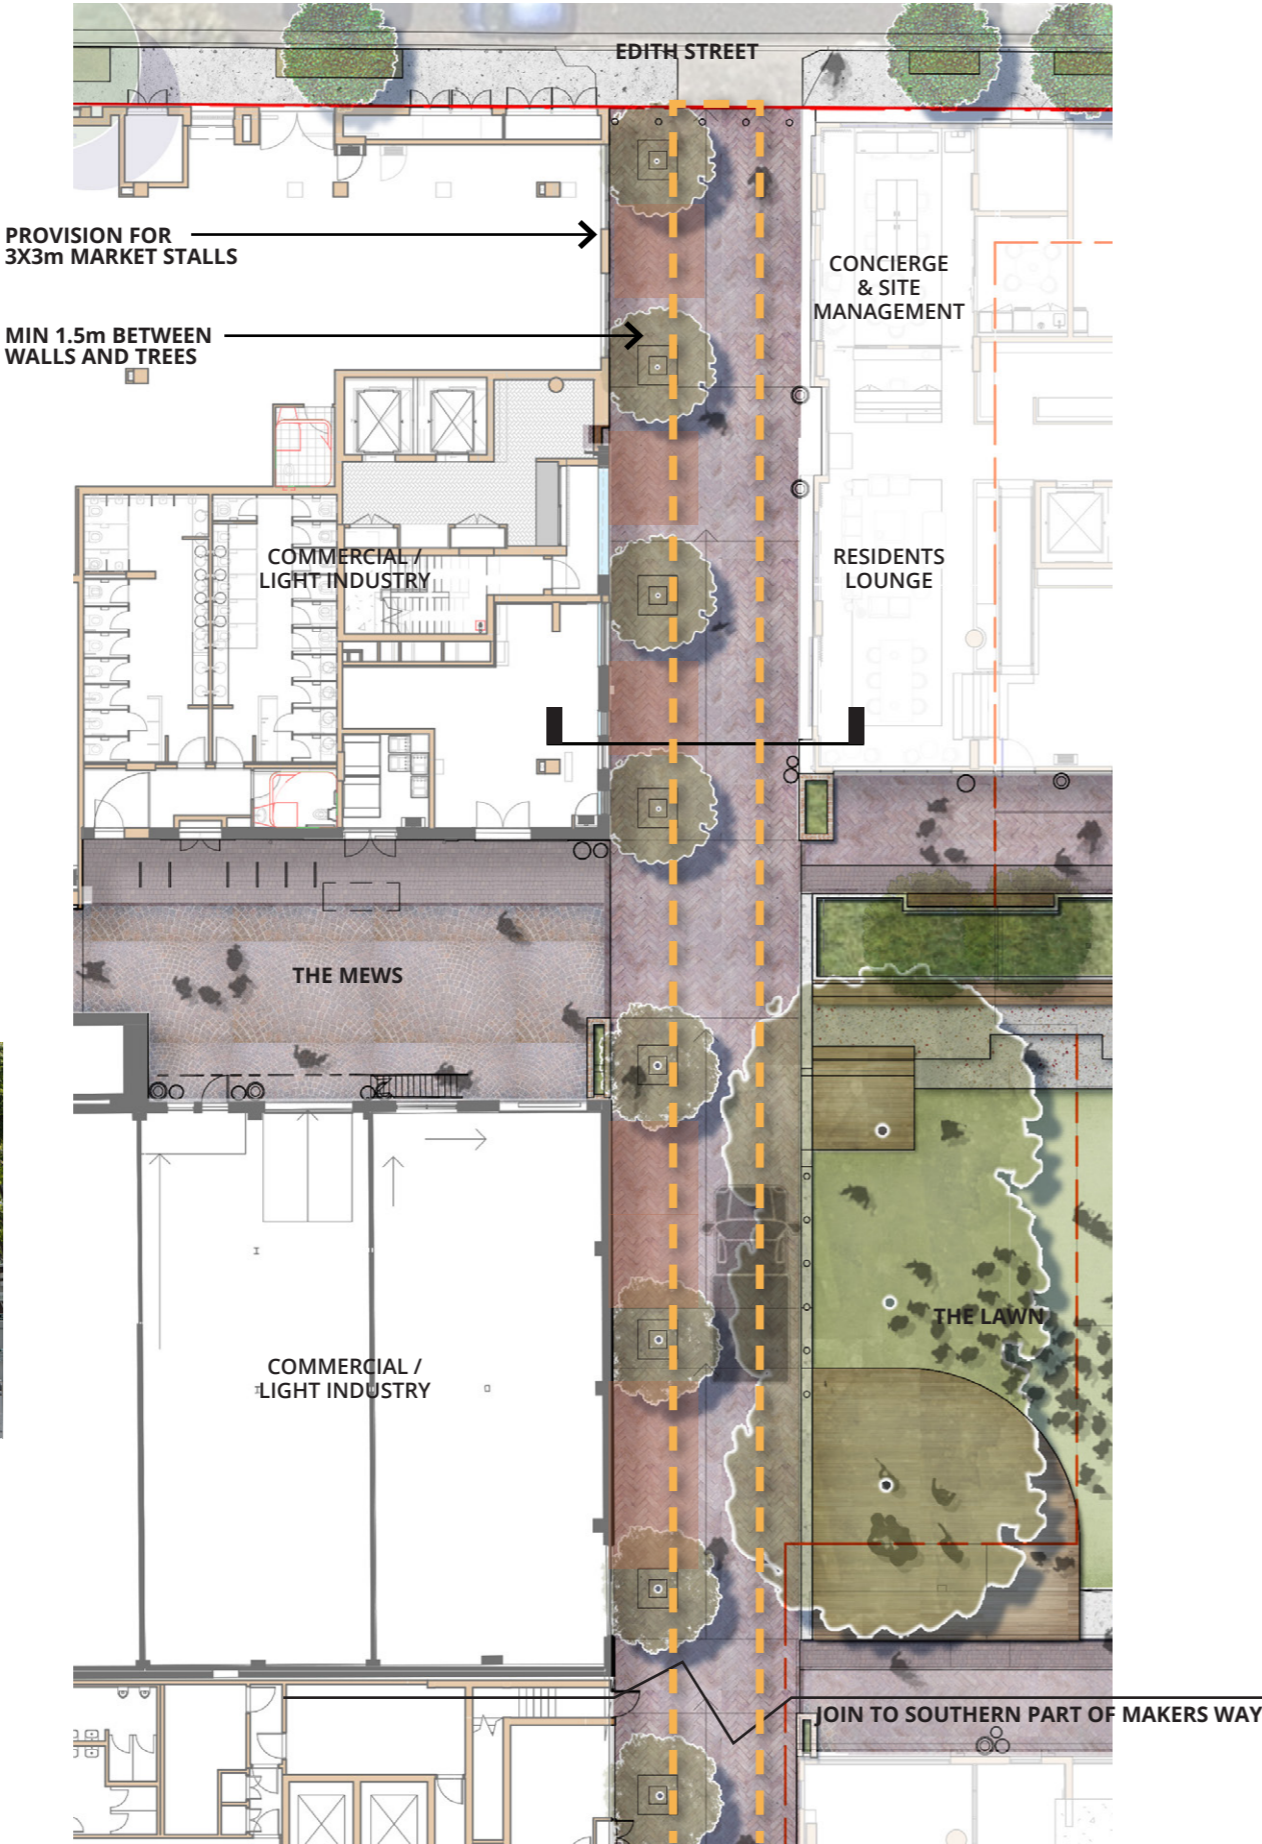 EDITH STREET
PROVISION FOR
3X3m MARKET STALLS
CONCIERGE
& SITE
MANAGEMENT
MIN 1.5m BETWEEN
WALLS AND TREES
COMMERCIAL /
LIGHT INDUSTRY
RESIDENTS
LOUNGE
THE MEWS
THE LAWN
COMMERCIAL /
LIGHT INDUSTRY
JOIN TO SOUTHERN PART OF MAKERS WAY